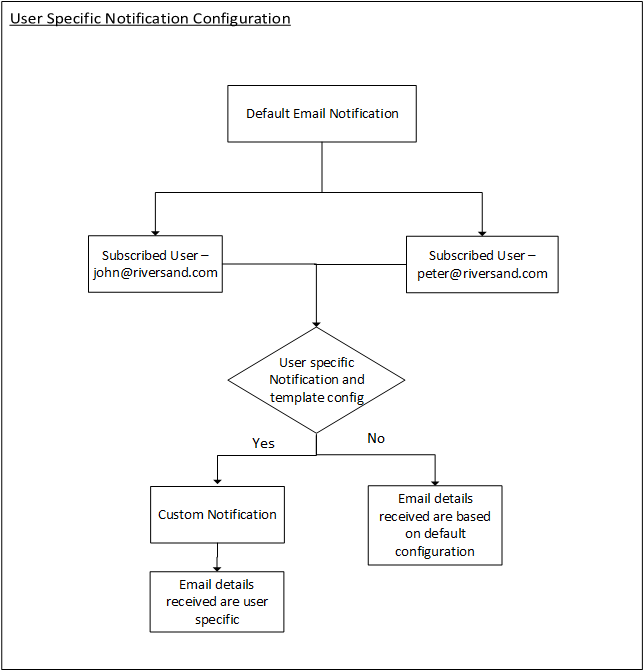 User Specific Notification Configuration
Default Email Notification
Subscribed User –
john@riversand.com
Subscribed User –
peter@riversand.com
User specific
Notification and
template config
Yes
No
Custom Notification
Email details
received are based
on default
configuration
Email details
received are user
specific